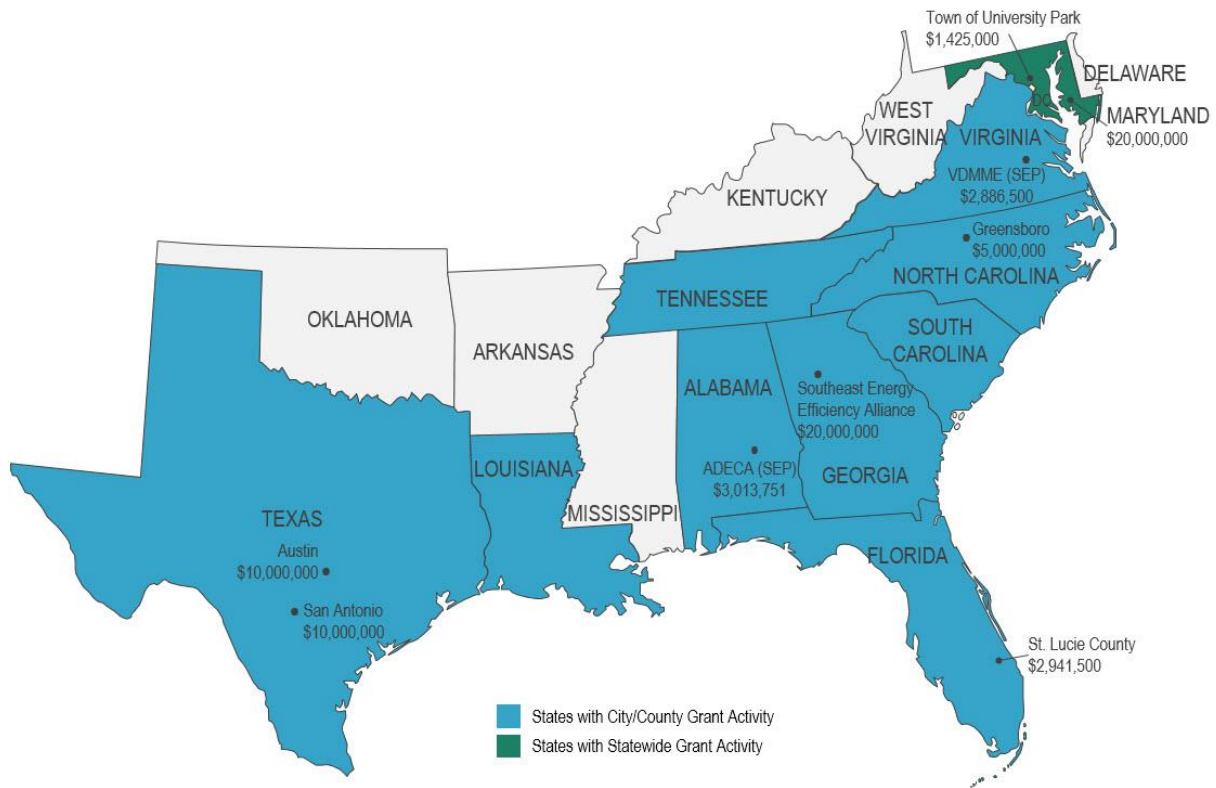 Town of University Park
$1,425,000
DELAWARE
DC
MARYLAND
$20,000,000
WEST
VIRGINIA
VIRGINIA
VDMME (SEP)
$2,886,500
KENTUCKY
Greensboro
$5,000,000
NORTH CAROLINA
TENNESSEE
OKLAHOMA
ARKANSAS
SOUTH
CAROLINA
ALABAMA
Southeast Energy
Efficiency Alliance
$20,000,000
ADECA (SEP)
$3,013,751
GEORGIA
LOUISIANA
MISSISSIPPI
TEXAS
Austin
$10,000,000
San Antonio
$10,000,000
FLORIDA
St. Lucie County
$2,941,500
States with City/County Grant Activity
States with Statewide Grant Activity